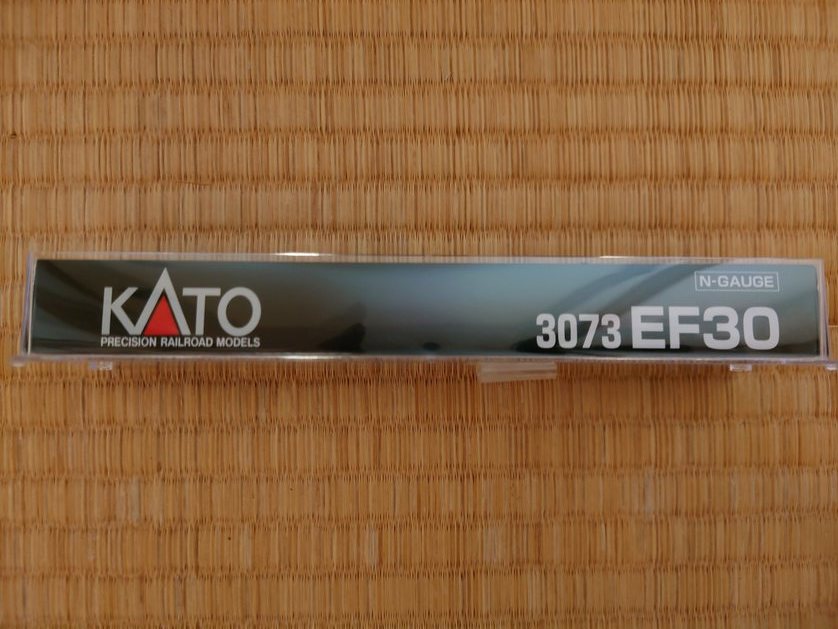 KATO
PRECISION RAILROAD MODELS
N-GAUGE
3073 EF30